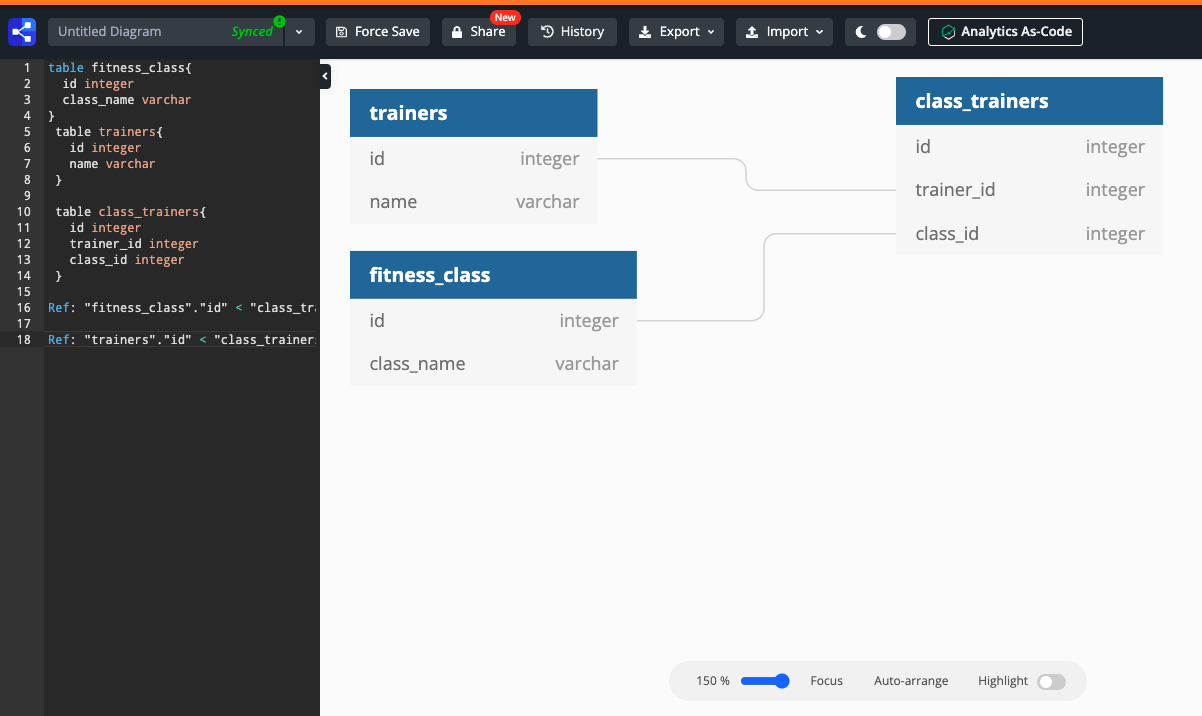 Untitled Diagram Synced Force Save Share New History Export Import Analytics As-Code
1 table fitness_class{
2 id integer
3 class_name varchar
4 }
5 table trainers{
6 id integer
7 name varchar
8 }
9
10 table class_trainers{
11 id integer
12 trainer_id integer
13 class_id integer
14 }
15
16 Ref: "fitness_class"."id" < "class_tra
17
18 Ref: "trainers"."id" < "class_trainers
trainers
id integer
name varchar
fitness_class
id integer
class_name varchar
class_trainers
id integer
trainer_id integer
class_id integer
150 % Focus Auto-arrange Highlight